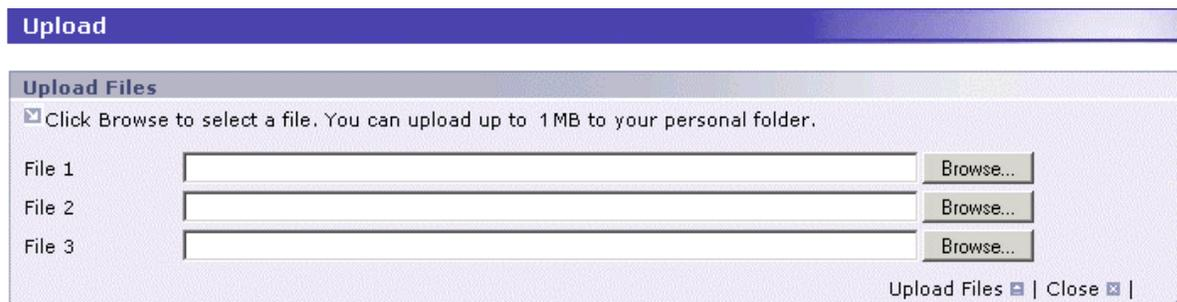 Upload
Upload Files
Click Browse to select a file. You can upload up to 1MB to your personal folder.
File 1 Browse...
File 2 Browse...
File 3 Browse...
Upload Files | Close |